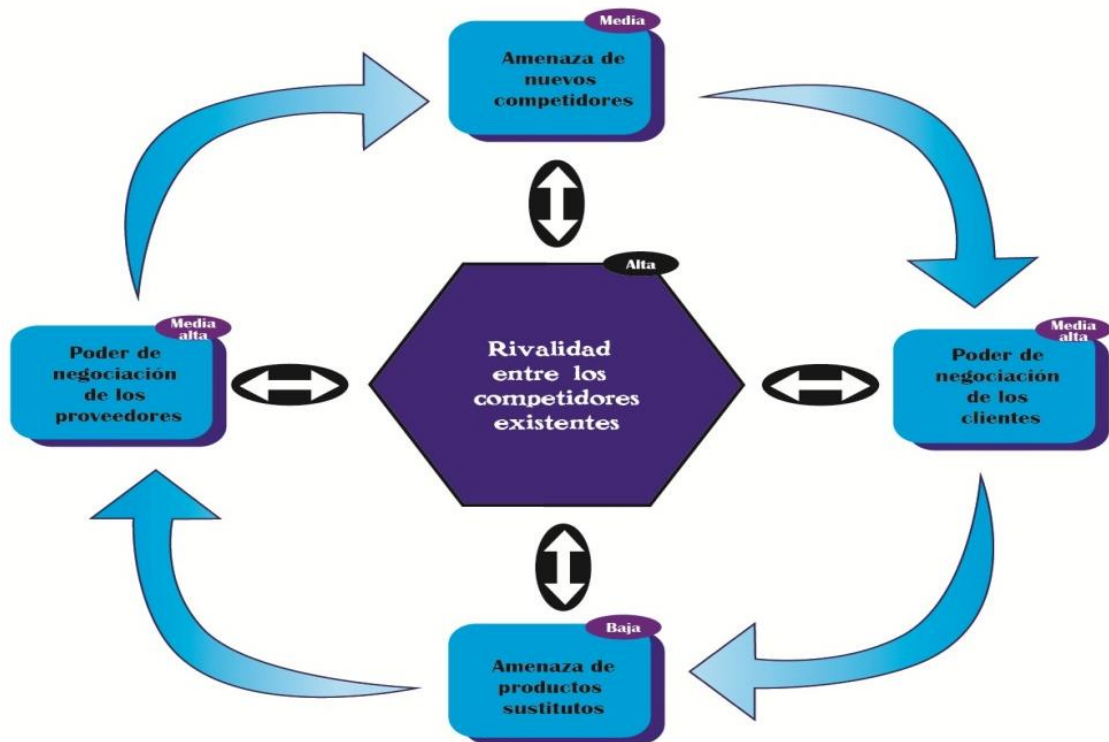 Media
Amenaza de
nuevos
competidores
Alta
Rivalidad
entre los
competidores
existentes
Media
alta
Poder de
negociación
de los
proveedores
Media
alta
Poder de
negociación
de los
clientes
Baja
Amenaza de
productos
sustitutos